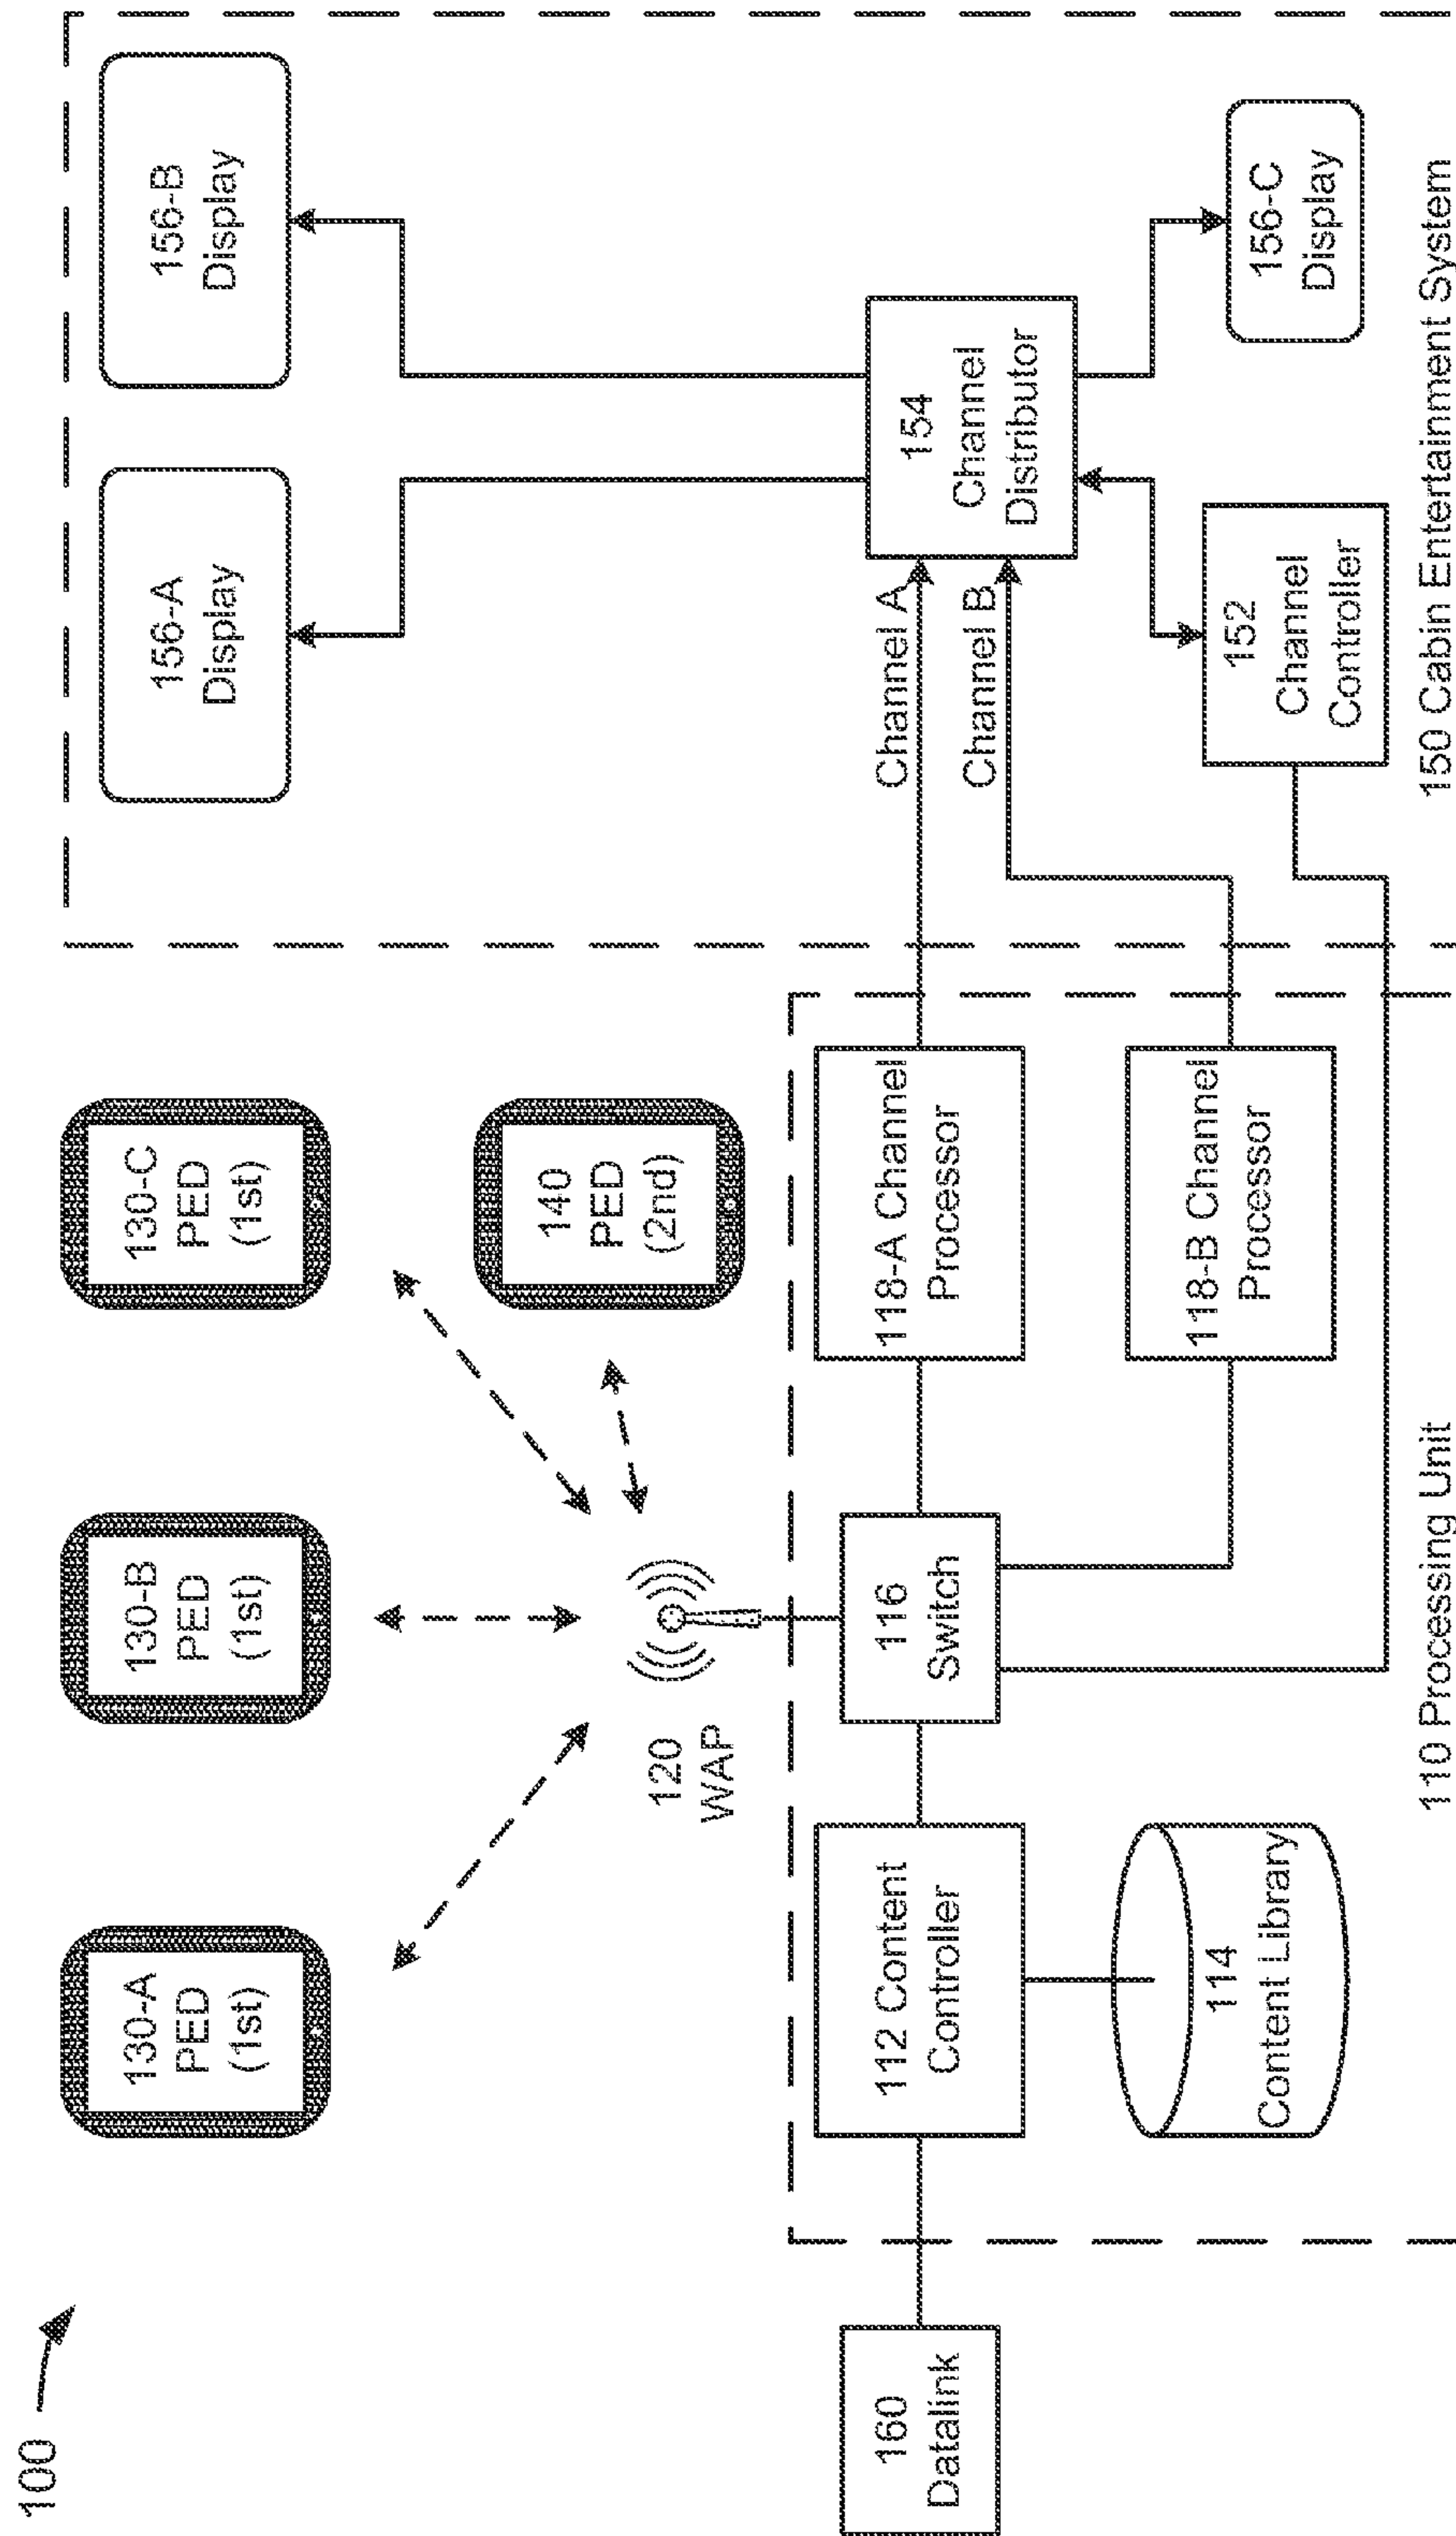 100
130-A
PED
(1st)
130-B
PED
(1st)
130-C
PED
(1st)
140
PED
(2nd)
120
WAP
156-A
Display
156-B
Display
160
Datalink
112 Content
Controller
114
Content Library
116
Switch
118-A Channel
Processor
118-B Channel
Processor
110 Processing Unit
Channel A
Channel B
154
Channel
Distributor
152
Channel
Controller
156-C
Display
150 Cabin Entertainment System